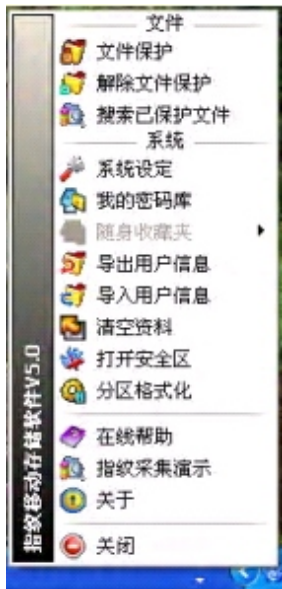 文件
文件保护
解除文件保护
搜索已保护文件
系统
系统设定
我的密码库
随身收藏夹
导出用户信息
导入用户信息
清空资料
打开安全区
分区格式化
在线帮助
指纹采集演示
关于
关闭
指纹移动存储软件V5.0